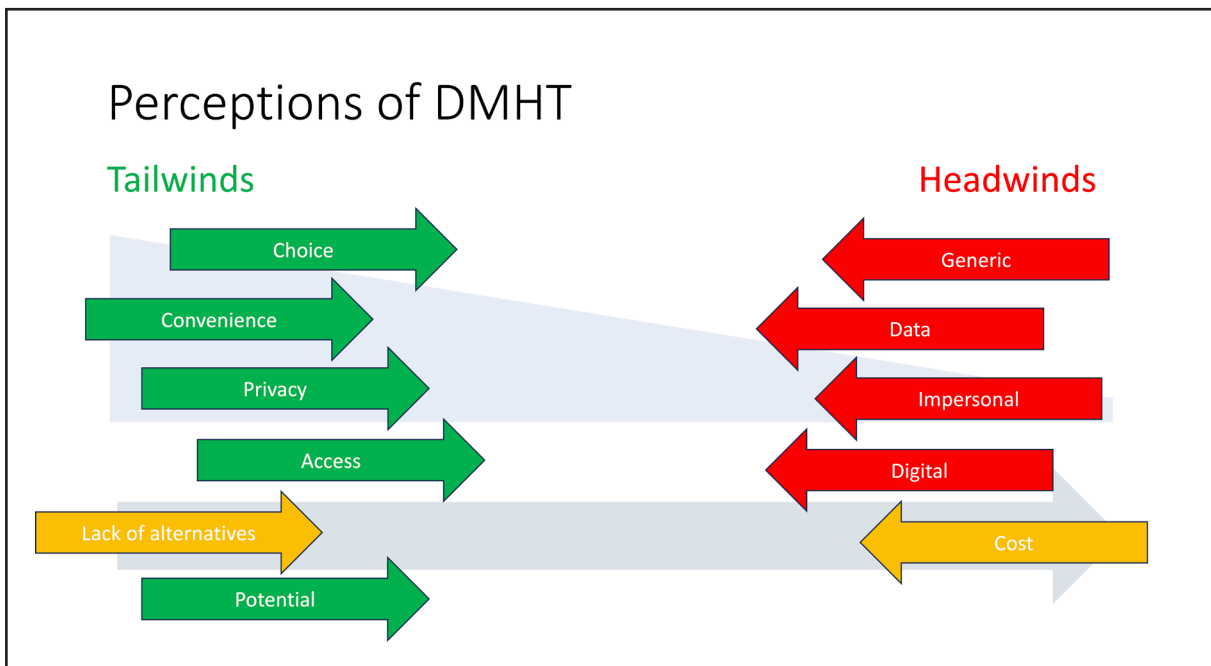 Perceptions of DMHT
Tailwinds
Headwinds
Choice
Generic
Convenience
Data
Privacy
Impersonal
Access
Digital
Lack of alternatives
Cost
Potential